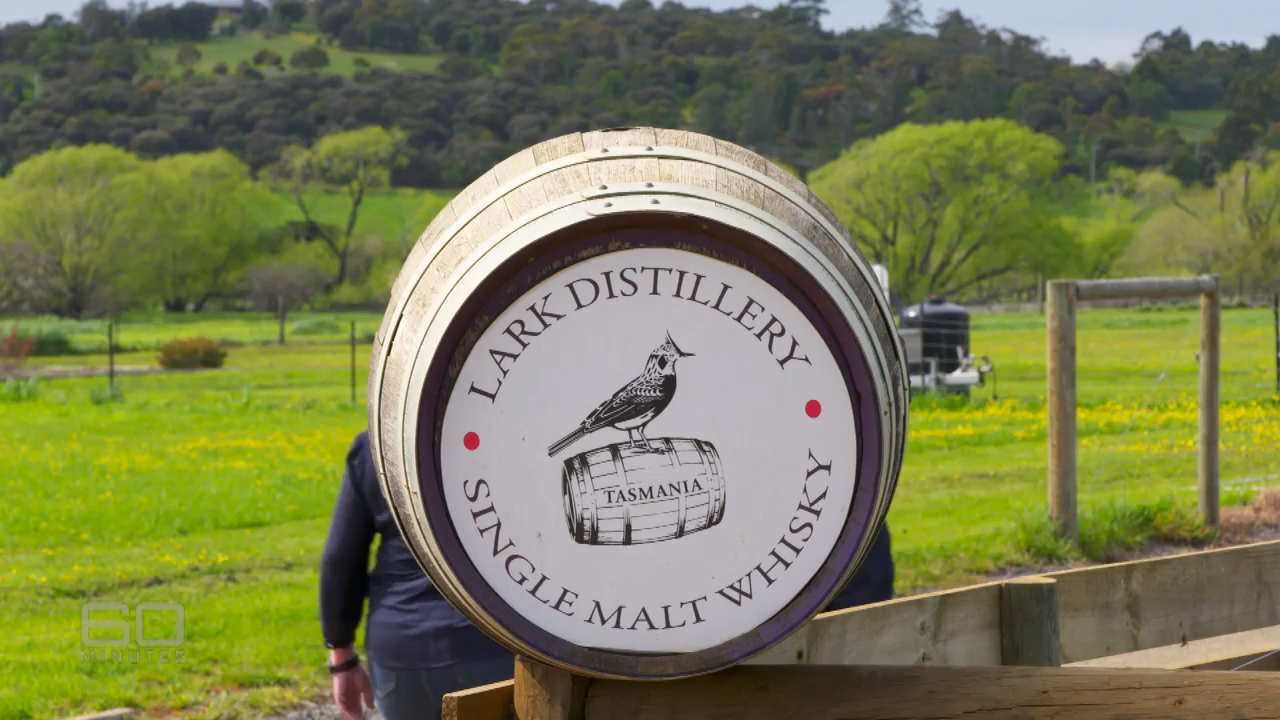 LARK DISTILLERY
TASMANIA
SINGLE MALT WHISKY
60
MINUTES